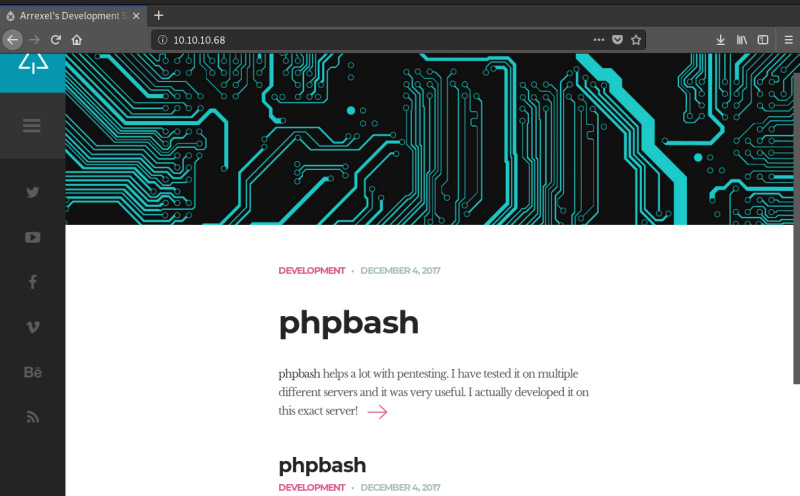 Arrexel's Development S
10.10.10.68
Bē
DEVELOPMENT • DECEMBER 4, 2017
phpbash
phpbash helps a lot with pentesting. I have tested it on multiple
different servers and it was very useful. I actually developed it on
this exact server!
phpbash
DEVELOPMENT • DECEMBER 4, 2017